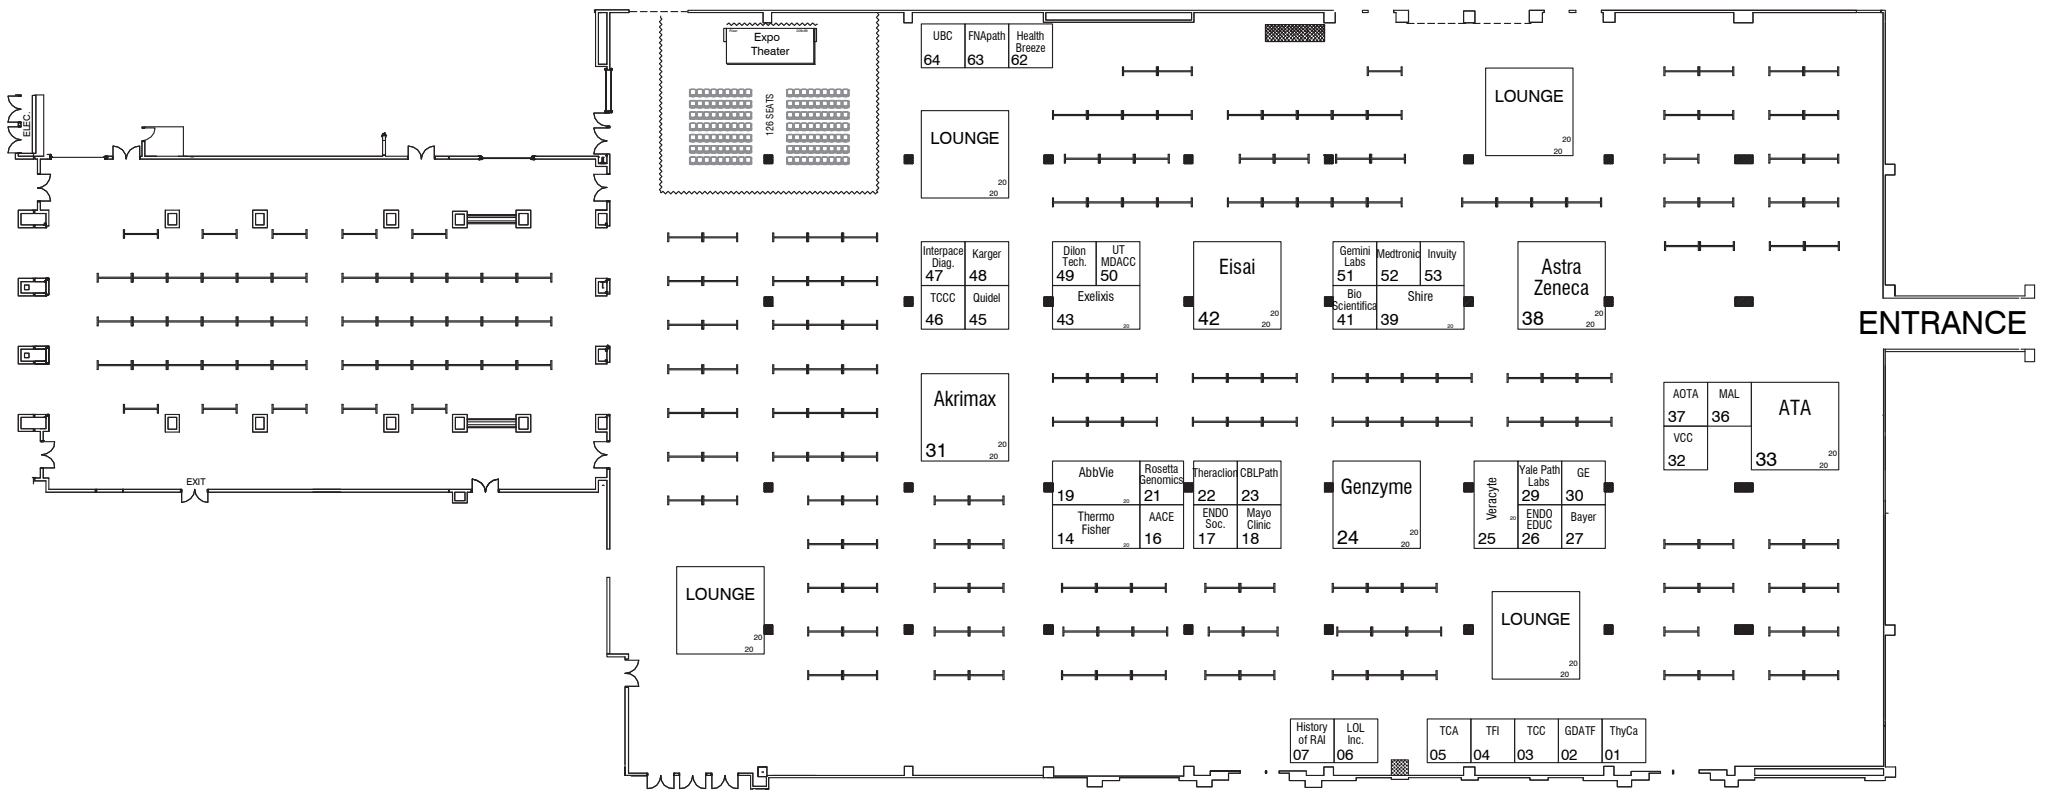 Expo
Theater
126 SEATS
UBC
64
FNApath
63
Health
Breeze
62
LOUNGE
20
20
LOUNGE
20
20
ELEC.
Interpace
Diag.
47
Karger
48
TCCC
46
Quidel
45
Dilon
Tech.
49
UT
MDACC
50
Exelixis
43
20
Eisai
42
20
20
Gemini
Labs
51
Medtronic
52
Invuity
53
Bio
Scientifica
41
Shire
39
20
Astra
Zeneca
38
20
20
ENTRANCE
Akrimax
31
20
20
AOTA
37
MAL
36
VCC
32
ATA
33
20
20
EXIT
AbbVie
19
20
Rosetta
Genomics
21
Thermo
Fisher
14
20
AACE
16
Theraclion
22
CBLPath
23
ENDO
Soc.
17
Mayo
Clinic
18
Genzyme
24
20
20
Veracyte
25
20
Yale Path
Labs
29
GE
30
ENDO
EDUC
26
Bayer
27
LOUNGE
20
20
LOUNGE
20
20
History
of RAI
07
LOL
Inc.
06
TCA
05
TFI
04
TCC
03
GDATF
02
ThyCa
01